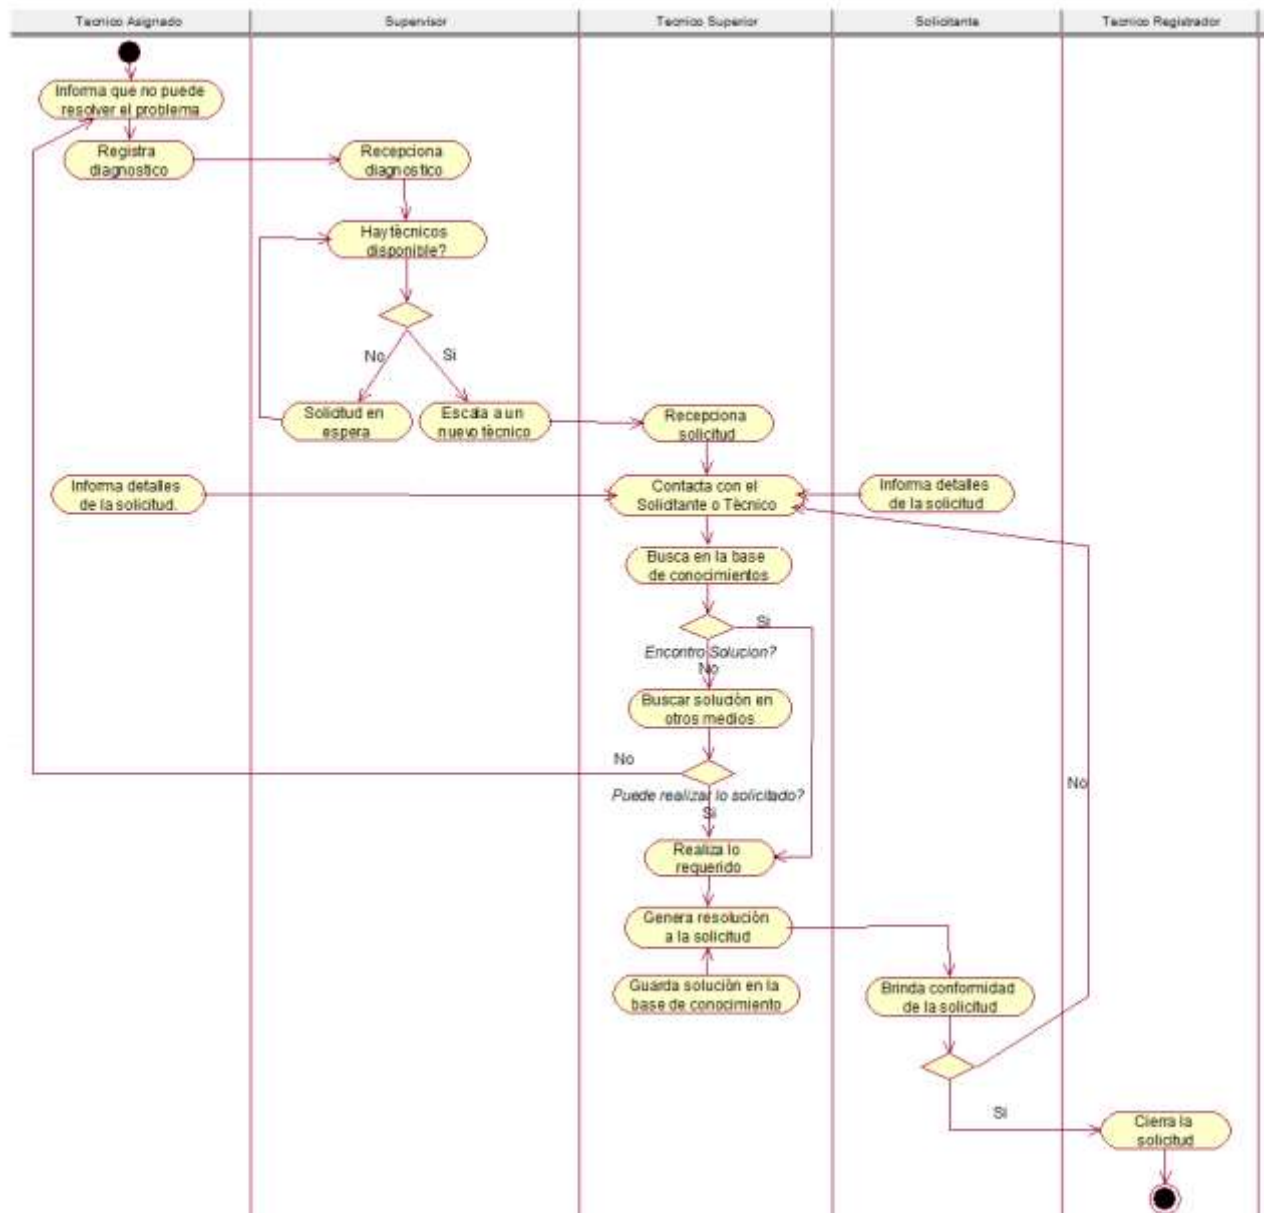 Tecnico Asignado
Supervisor
Tecnico Superior
Solicitante
Tecnico Registrador
Informa que no puede
resolver el problema
Registra
diagnostico
Recepciona
diagnostico
Hay tècnicos
disponible?
No
Si
Solicitud en
espera
Escala a un
nuevo tècnico
Recepciona
solicitud
Informa detalles
de la solicitud.
Contacta con el
Solicitante o Tècnico
Informa detalles
de la solicitud
Busca en la base
de conocimientos
Si
Encontro Solucion?
No
Buscar soluciòn en
otros medios
No
Puede realizar lo solicitado?
Si
No
Realiza lo
requerido
Genera resoluciòn
a la solicitud
Guarda soluciòn en la
base de conocimiento
Brinda conformidad
de la solicitud
Si
Cierra la
solicitud